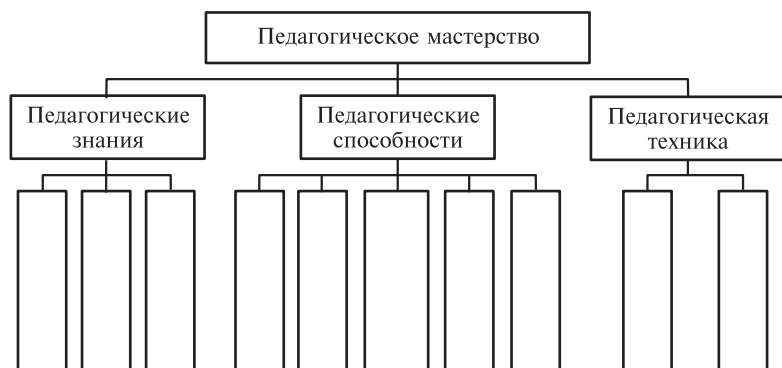 Педагогическое мастерство
Педагогические
знания
Педагогические
способности
Педагогическая
техника